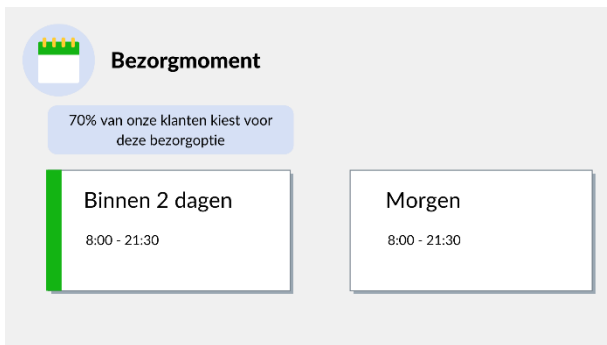 Bezorgmoment
70% van onze klanten kiest voor
deze bezorgoptie
Binnen 2 dagen
8:00 - 21:30
Morgen
8:00 - 21:30